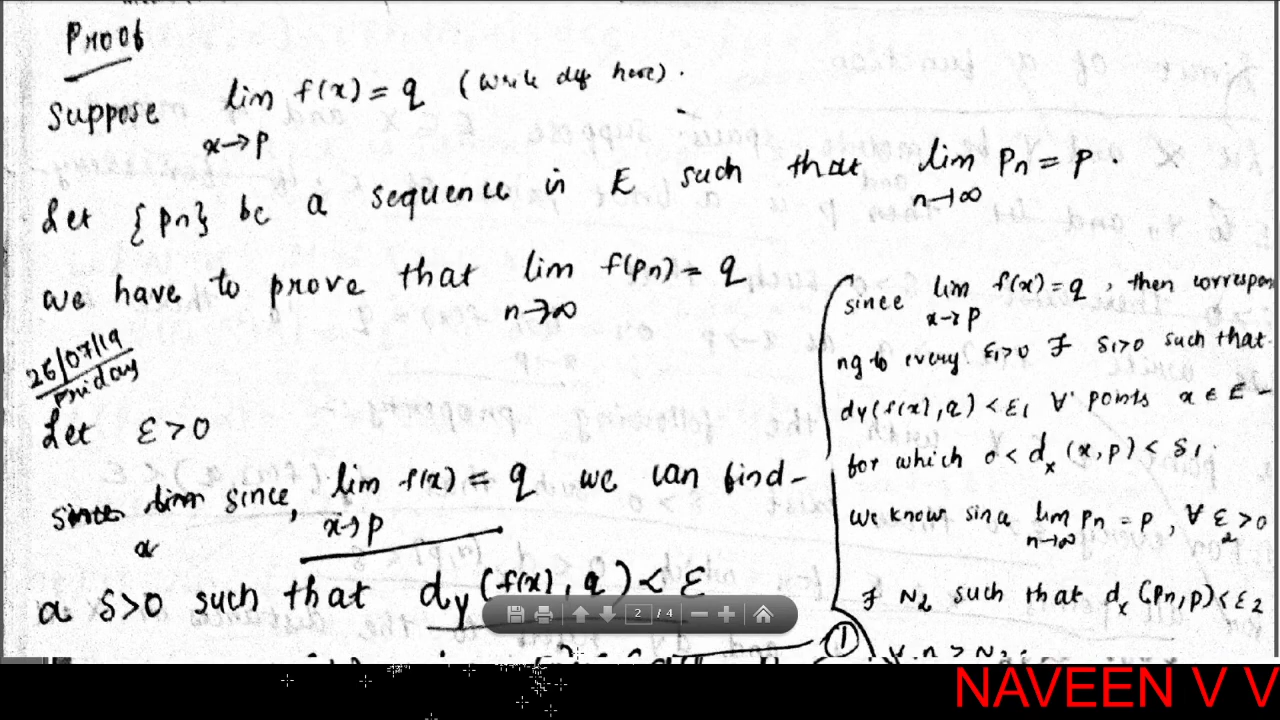 Proof
Suppose lim f(x) = q (Write def here).
x→p
Let {pn} be a sequence in E such that lim pn = p.
n→∞
we have to prove that lim f(pn) = q
n→∞
26/07/19
Friday
Let ε>0
since, lim f(x) = q we can find-
x→p
a δ>0 such that dy(f(x), q) < ε
①
since lim f(x) = q, then correspon
x→p
ng to every ε1>0 ∃ δ1>0 such that
dy(f(x), q) < ε1 ∀ points x ∈ E-
for which 0 < dx (x, p) < δ1.
we know since lim pn = p, ∀ ε2>0
n→∞
∃ N2 such that dx (pn, p) < ε2
∀ n > N2
2 / 4
NAVEEN V V